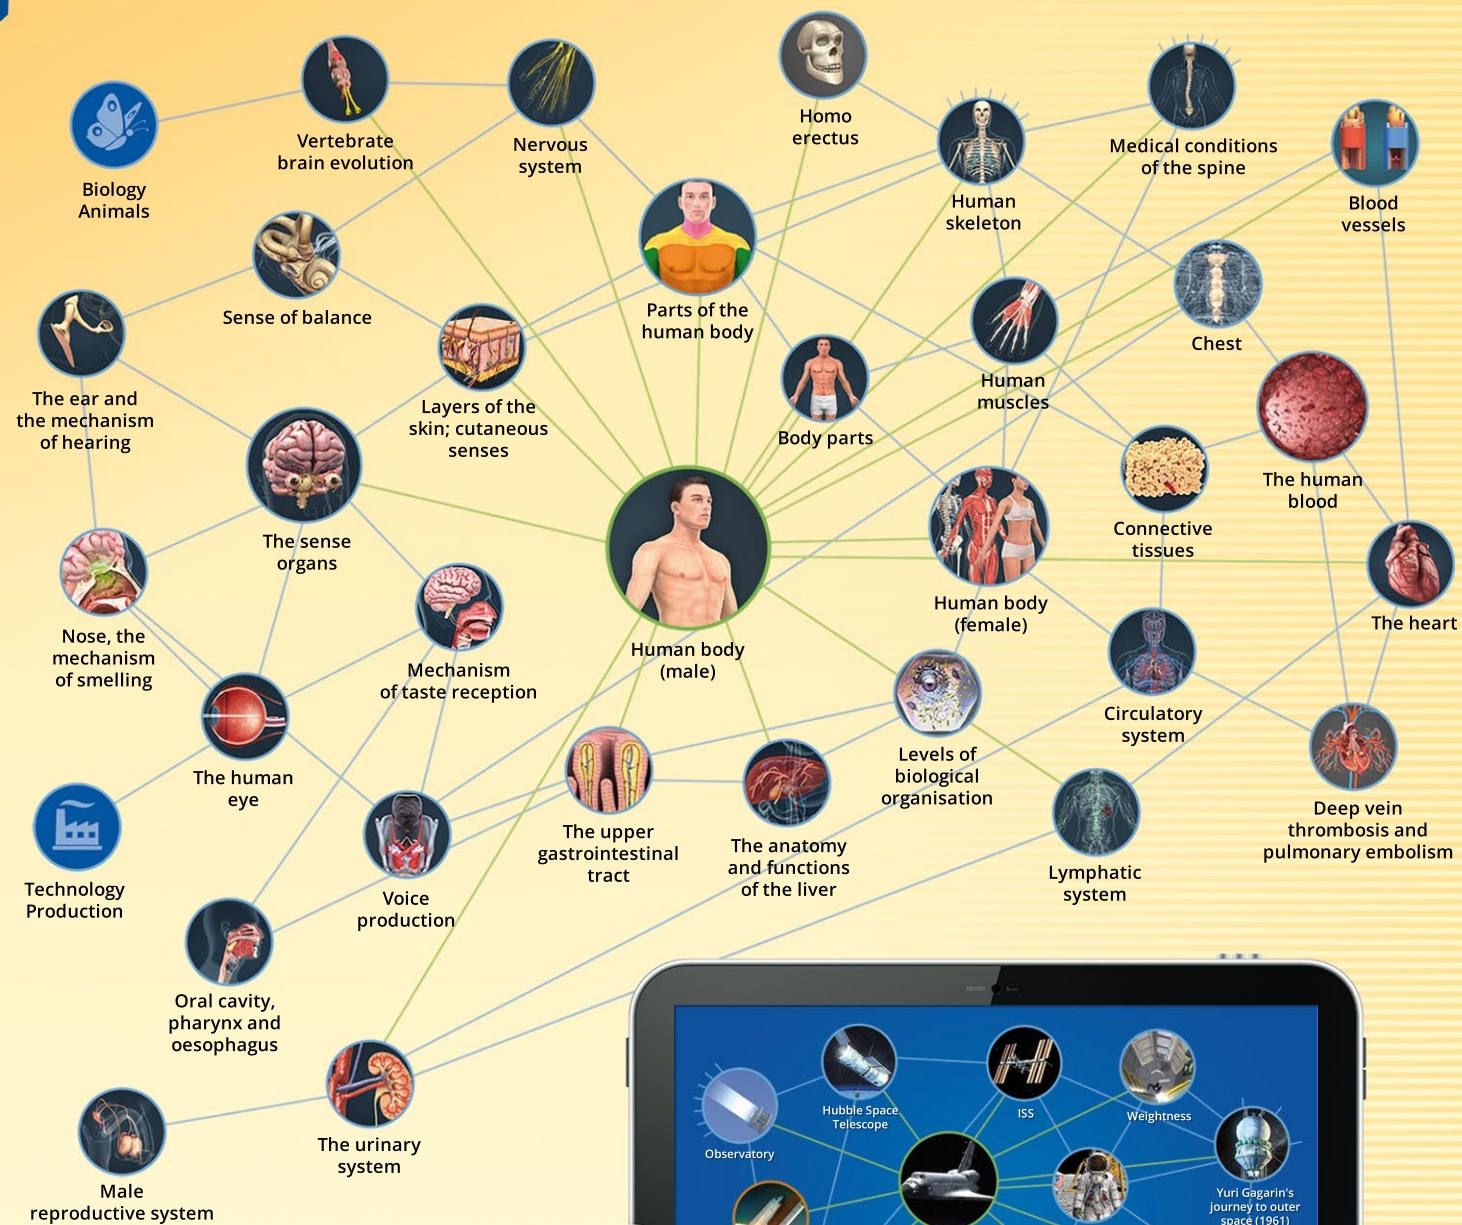 Homo
erectus
Vertebrate
brain evolution
Nervous
system
Medical conditions
of the spine
Biology
Animals
Human
skeleton
Blood
vessels
Sense of balance
Parts of the
human body
Chest
The ear and
the mechanism
of hearing
Layers of the
skin; cutaneous
senses
Body parts
Human
muscles
The human
blood
The sense
organs
Connective
tissues
Nose, the
mechanism
of smelling
Mechanism
of taste reception
Human body
(male)
Human body
(female)
The heart
The human
eye
Circulatory
system
Levels of
biological
organisation
Deep vein
thrombosis and
pulmonary embolism
The upper
gastrointestinal
tract
The anatomy
and functions
of the liver
Lymphatic
system
Technology
Production
Voice
production
Oral cavity,
pharynx and
oesophagus
The urinary
system
Male
reproductive system
Hubble Space
Telescope
ISS
Weightness
Observatory
Yuri Gagarin's
journey to outer
space (1961)